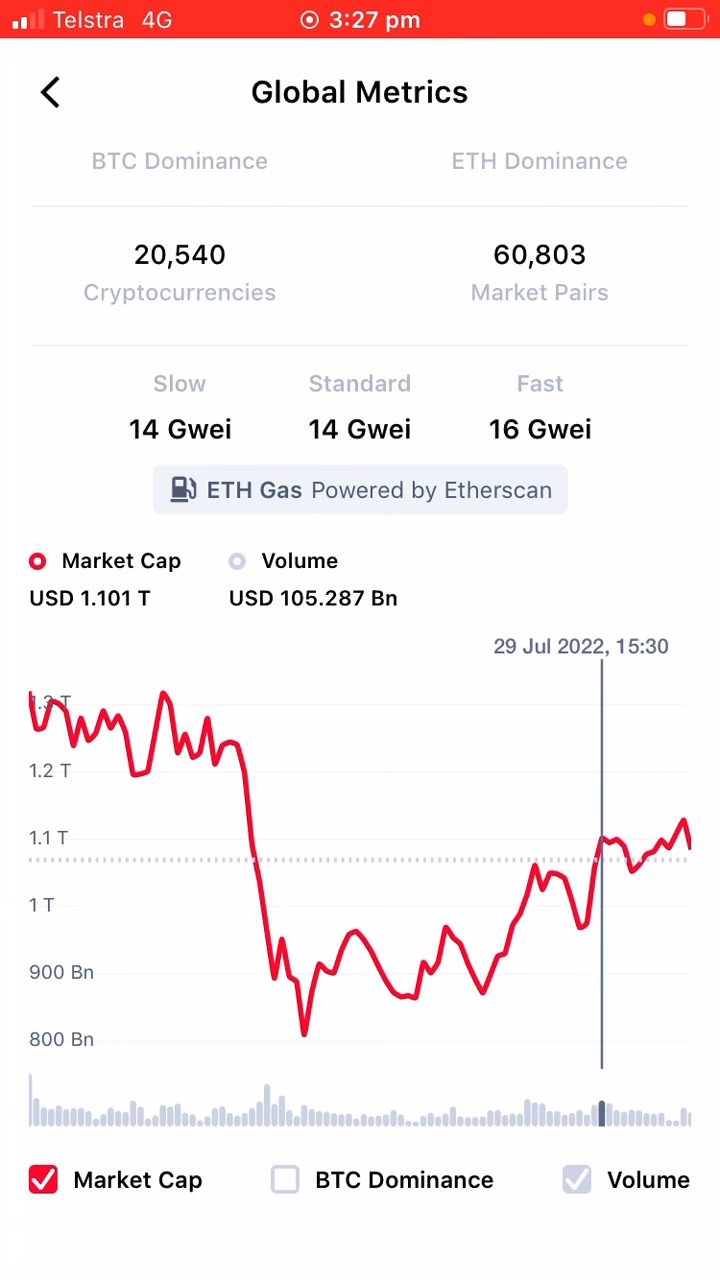 Telstra 4G 3:27 pm
Global Metrics
BTC Dominance ETH Dominance
20,540 60,803
Cryptocurrencies Market Pairs
Slow Standard Fast
14 Gwei 14 Gwei 16 Gwei
ETH Gas Powered by Etherscan
Market Cap Volume
USD 1.101 T USD 105.287 Bn
29 Jul 2022, 15:30
1.3 T
1.2 T
1.1 T
1 T
900 Bn
800 Bn
Market Cap BTC Dominance Volume